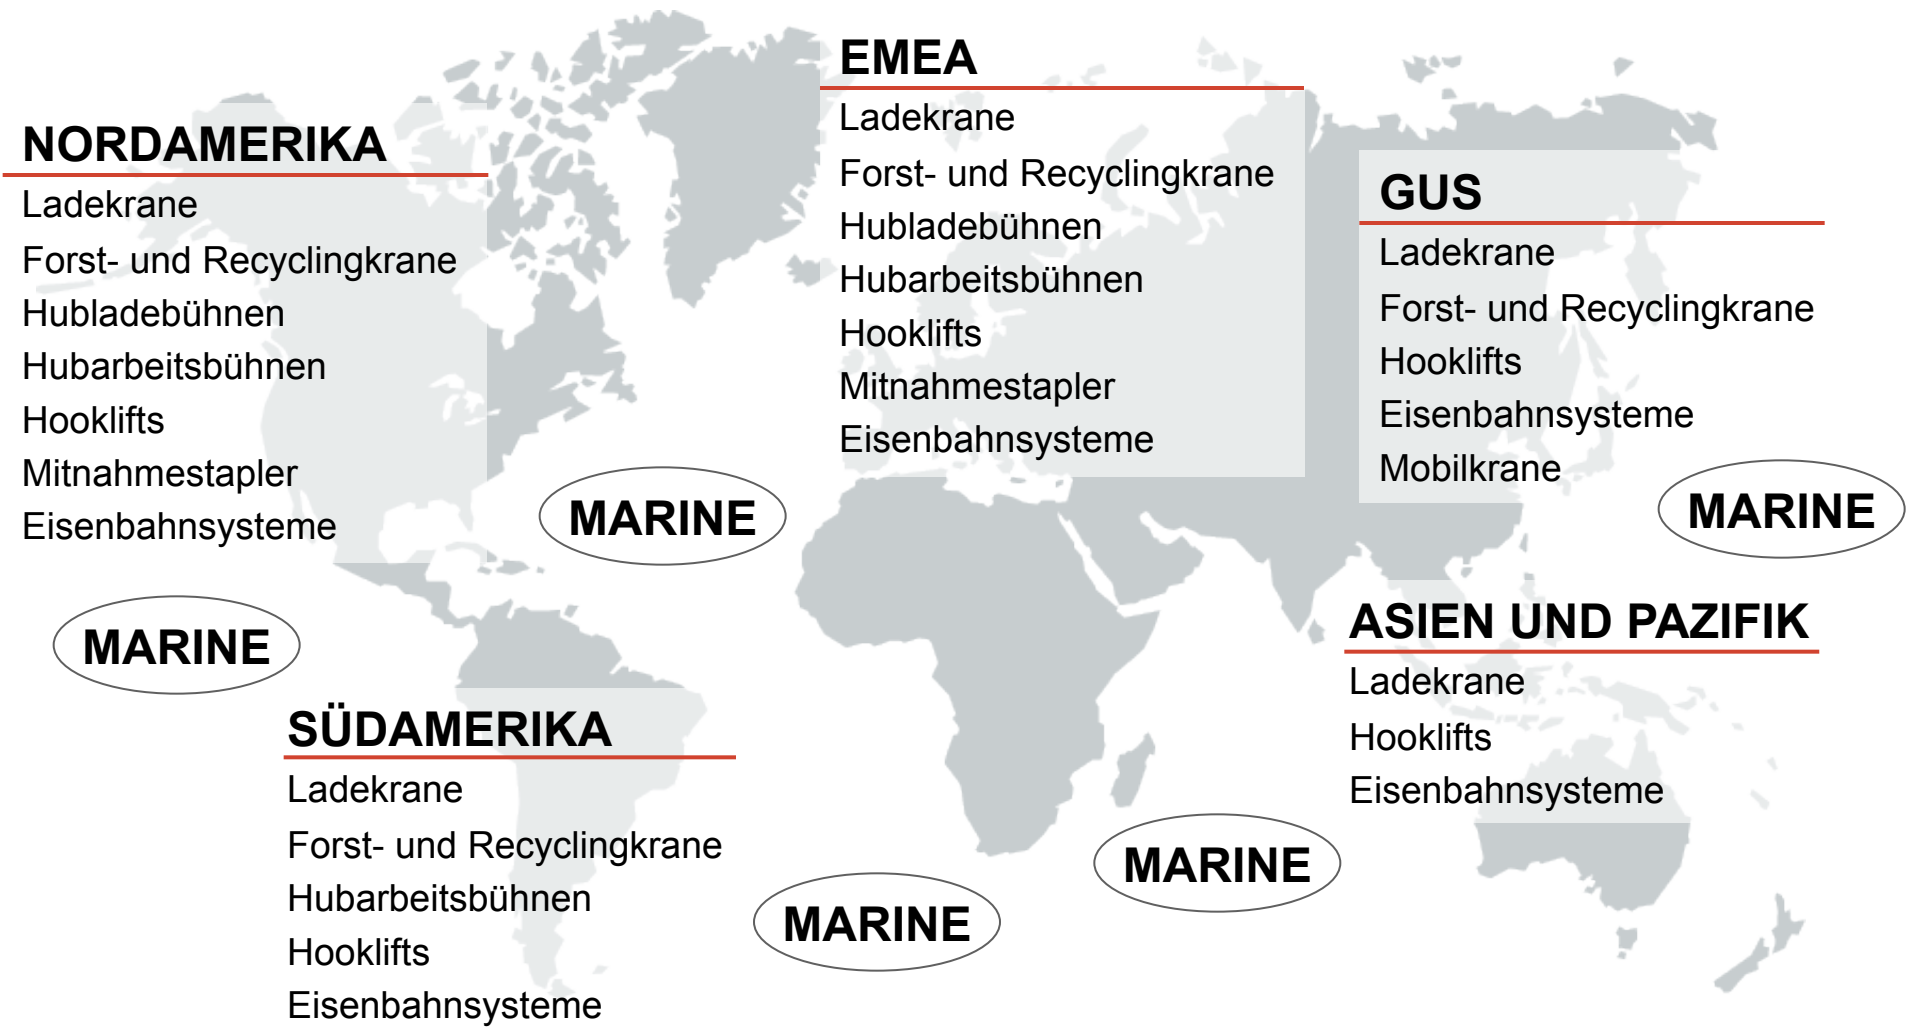 NORDAMERIKA
Ladekrane
Forst- und Recyclingkrane
Hubladebühnen
Hubarbeitsbühnen
Hooklifts
Mitnahmestapler
Eisenbahnsysteme
EMEA
Ladekrane
Forst- und Recyclingkrane
Hubladebühnen
Hubarbeitsbühnen
Hooklifts
Mitnahmestapler
Eisenbahnsysteme
GUS
Ladekrane
Forst- und Recyclingkrane
Hooklifts
Eisenbahnsysteme
Mobilkrane
MARINE
MARINE
MARINE
SÜDAMERIKA
Ladekrane
Forst- und Recyclingkrane
Hubarbeitsbühnen
Hooklifts
Eisenbahnsysteme
ASIEN UND PAZIFIK
Ladekrane
Hooklifts
Eisenbahnsysteme
MARINE
MARINE